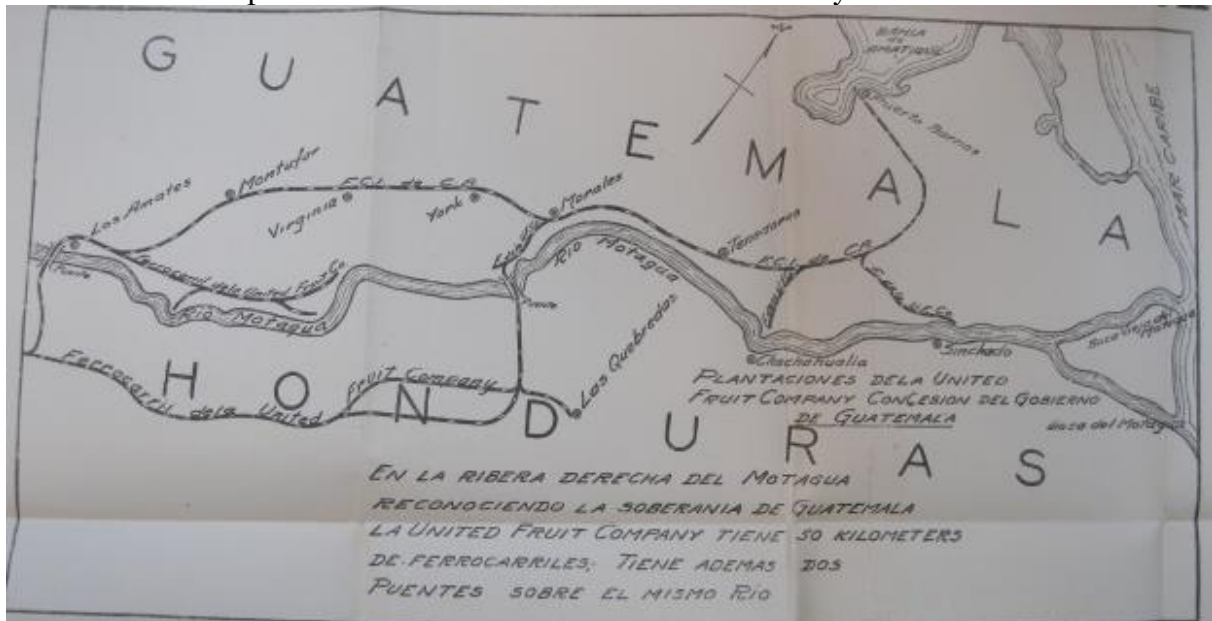 GUATEMALA
BAHIA
de
AMATIQUE
Puerto Barrios
MAR CARIBE
Los Amates
Montufar
F.C.I. de C.A.
Virginia
York
Morales
Tenedores
F.C.I. de C.A.
Puente
Ferrocarril de la United Fruit Co
Rio Motagua
Rio Motagua
Puente
Las Quebradas
Chachahualia
Sinchado
Boca del Motagua
Ferrocarril de la United
Fruit Company
HONDURAS
PLANTACIONES DELA UNITED
FRUIT COMPANY CONCESION DEL GOBIERNO
DE GUATEMALA
EN LA RIBERA DERECHA DEL MOTAGUA
RECONOCIENDO LA SOBERANIA DE GUATEMALA
LA UNITED FRUIT COMPANY TIENE 50 KILOMETERS
DE FERROCARRILES; TIENE ADEMAS DOS
PUENTES SOBRE EL MISMO RIO